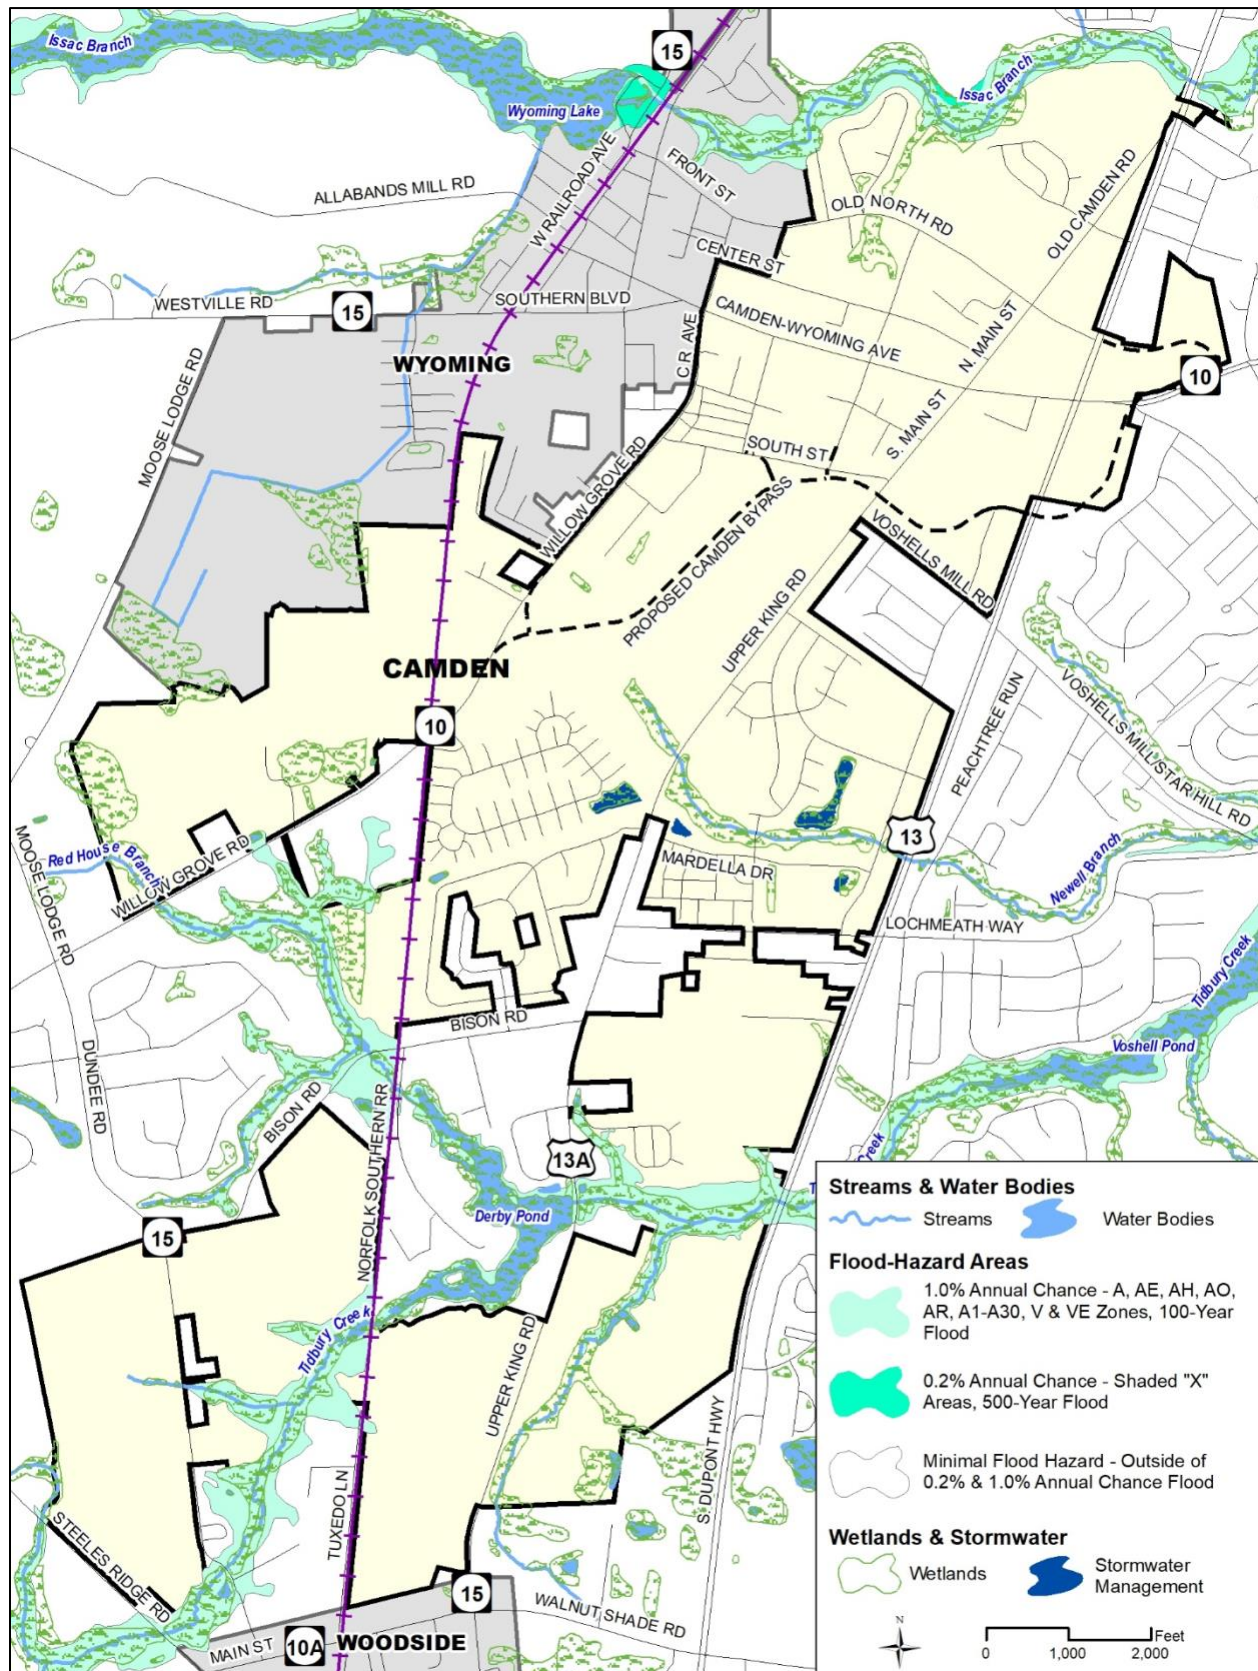 Issac Branch
15
Wyoming Lake
Issac Branch
W RAILROAD AVE
FRONT ST
ALLABANDS MILL RD
OLD NORTH RD
OLD CAMDEN RD
CENTER ST
WESTVILLE RD
15
SOUTHERN BLVD
CAMDEN-WYOMING AVE
N. MAIN ST
C R AVE
WYOMING
10
MOOSE LODGE RD
S. MAIN ST
SOUTH ST
WILLOW GROVE RD
VOSHELLS MILL RD
PROPOSED CAMDEN BYPASS
UPPER KING RD
CAMDEN
VOSHELLS MILL STAR HILL RD
PEACHTREE RUN
10
13
MOOSE LODGE RD
Red House Branch
WILLOW GROVE RD
MARDELLA DR
Newell Branch
LOCHMEATH WAY
Tidbury Creek
BISON RD
Voshell Pond
DUNDEE RD
BISON RD
NORFOLK SOUTHERN RR
13A
Creek
T
Derby Pond
15
Tidbury Creek
UPPER KING RD
S. DUPONT HWY
TUXEDO LN
STEELES RIDGE RD
15
WALNUT SHADE RD
MAIN ST
10A
WOODSIDE
Streams & Water Bodies
Streams
Water Bodies
Flood-Hazard Areas
1.0% Annual Chance - A, AE, AH, AO,
AR, A1-A30, V & VE Zones, 100-Year
Flood
0.2% Annual Chance - Shaded "X"
Areas, 500-Year Flood
Minimal Flood Hazard - Outside of
0.2% & 1.0% Annual Chance Flood
Wetlands & Stormwater
Wetlands
Stormwater
Management
N
Feet
0 1,000 2,000